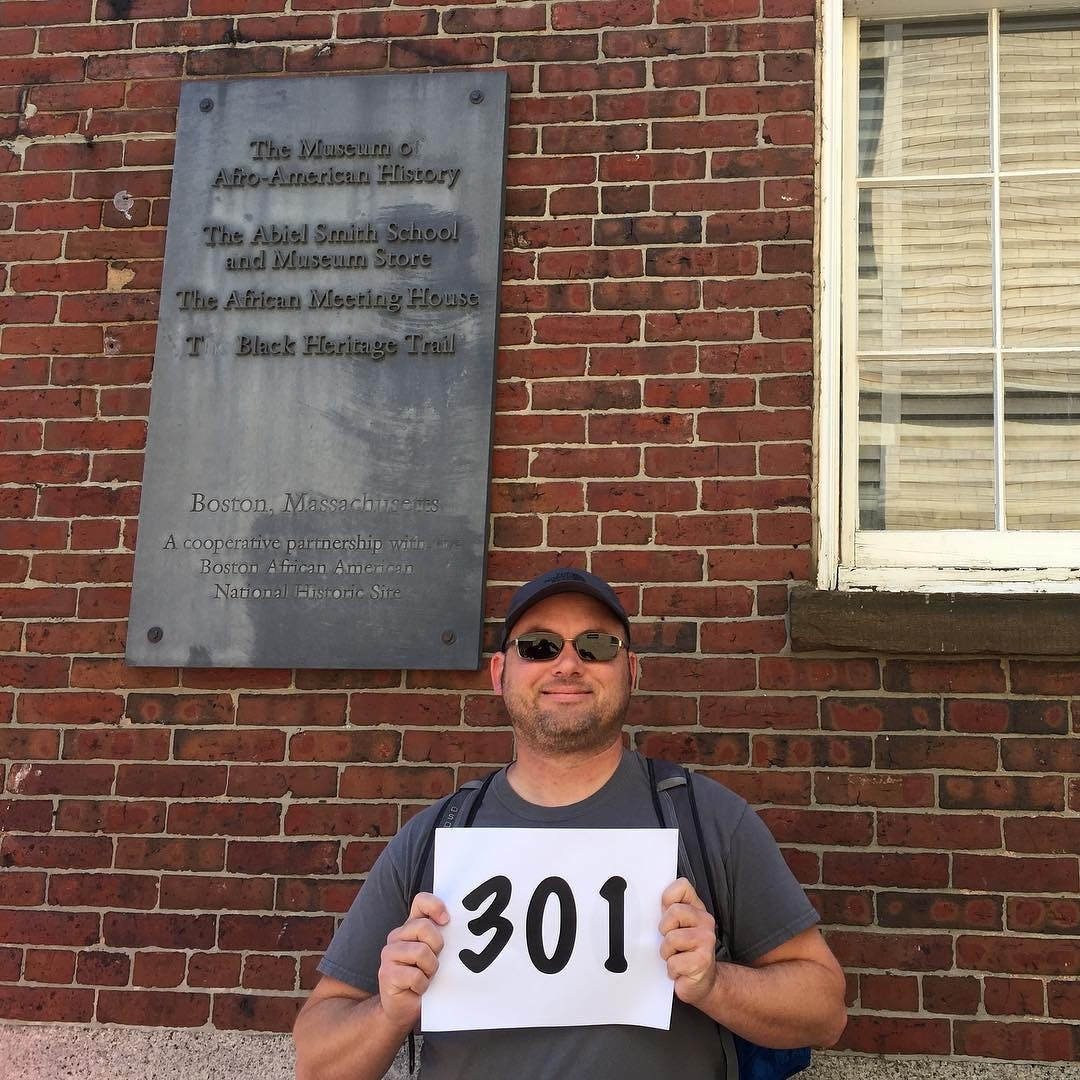 The Museum of
Afro-American History
The Abiel Smith School
and Museum Store
The African Meeting House
T Black Heritage Trail
Boston, Massachusetts
A cooperative partnership with the
Boston African American
National Historic Site
301